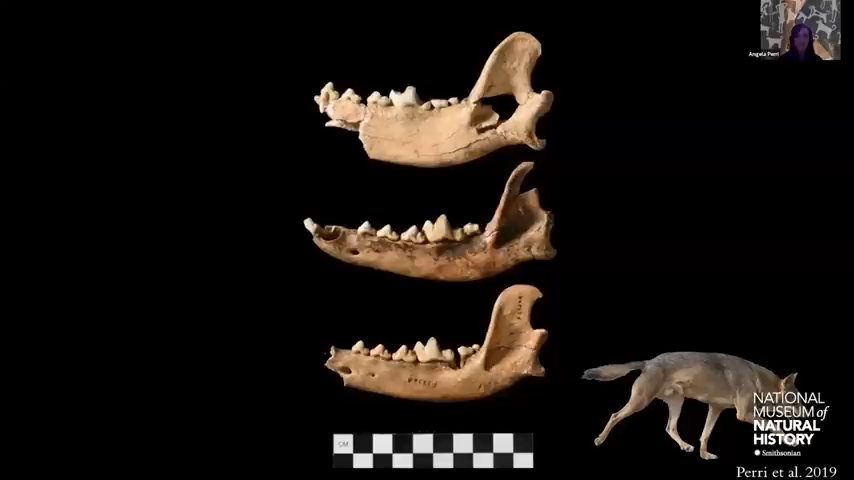 Angela Perri
CM
NATIONAL
MUSEUM of
NATURAL
HISTORY
Smithsonian
Perri et al. 2019